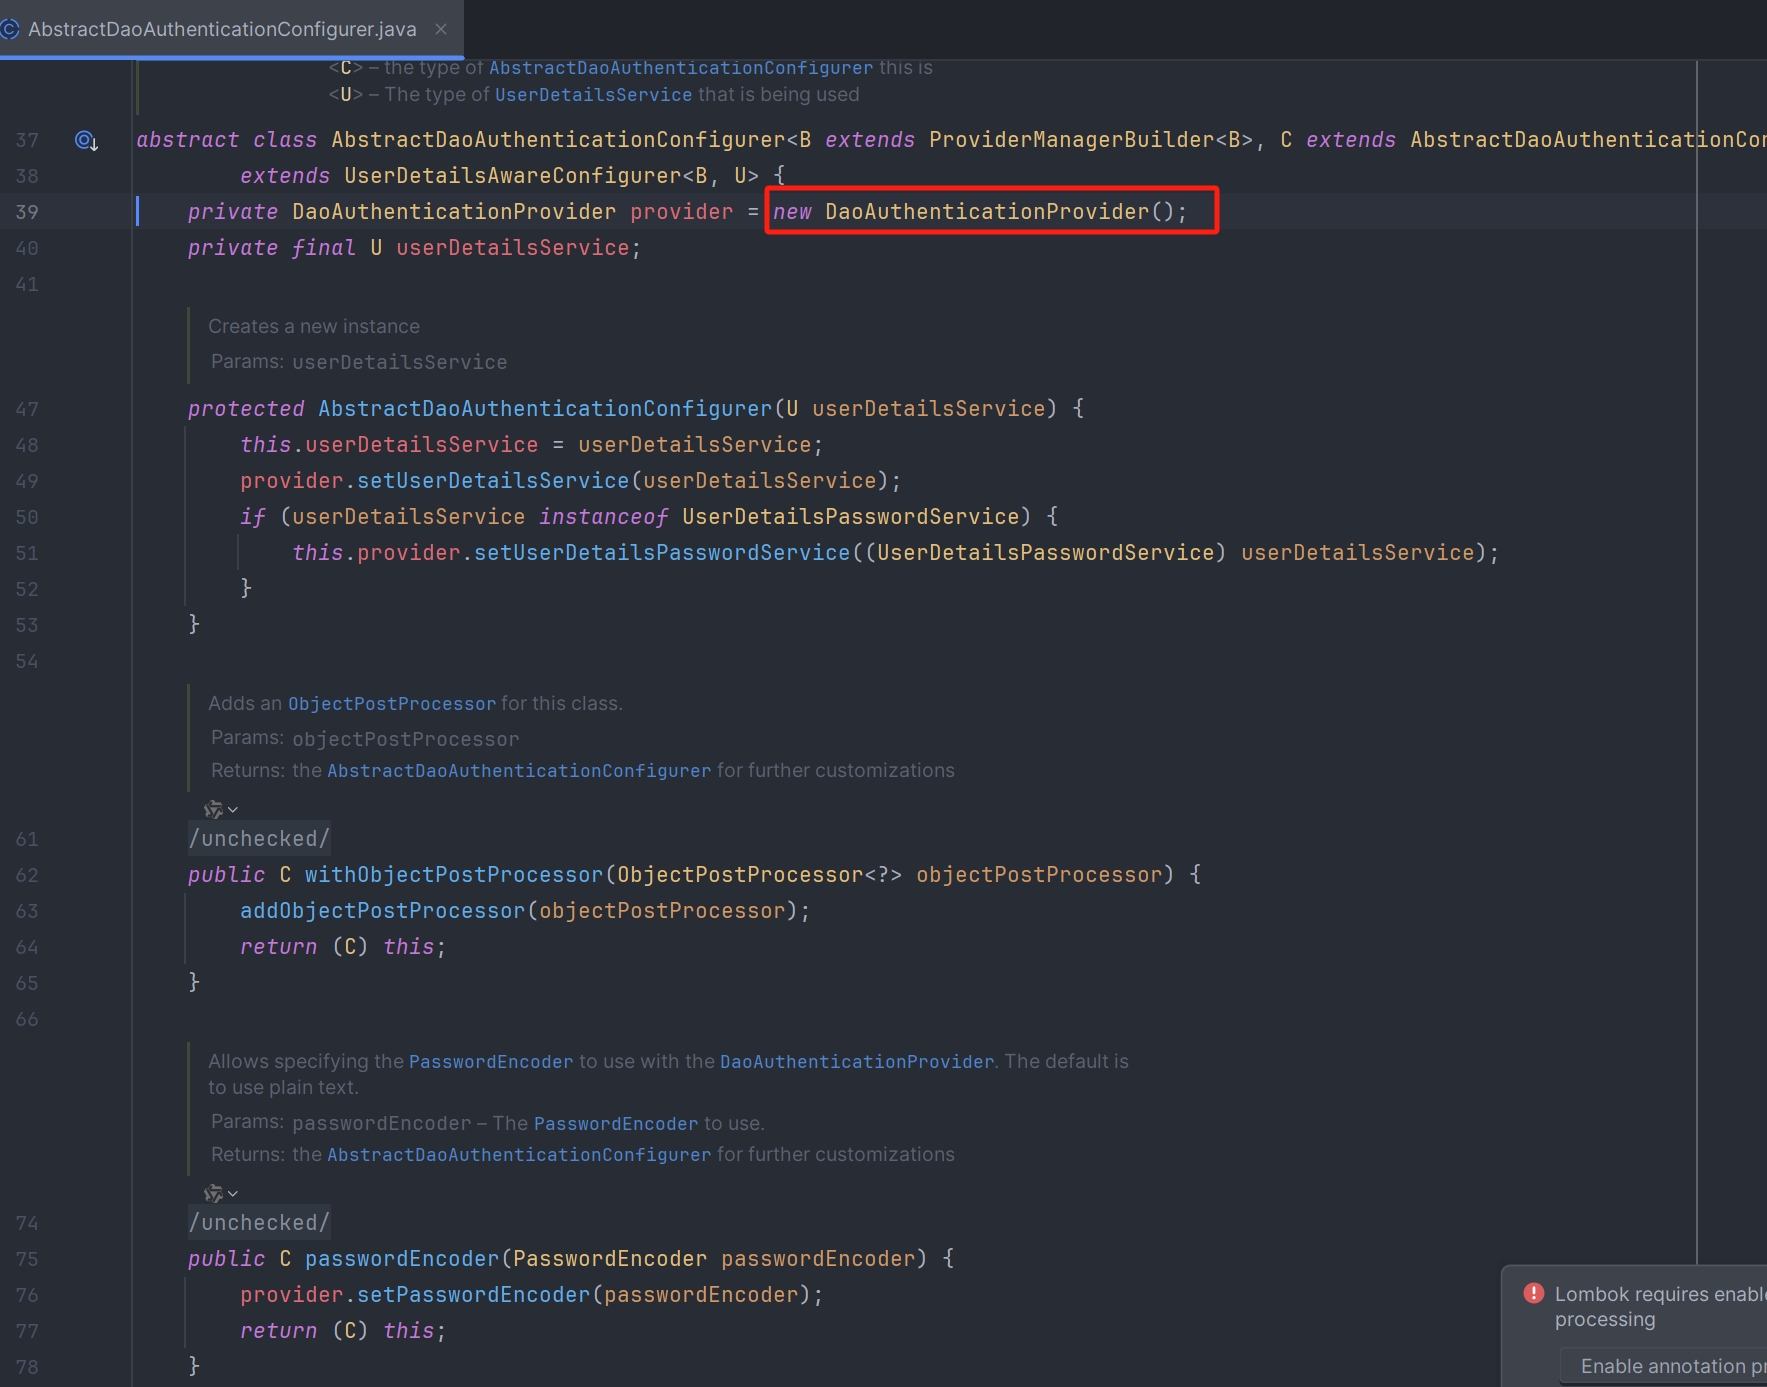 AbstractDaoAuthenticationConfigurer.java
<C> – the type of AbstractDaoAuthenticationConfigurer this is
<U> – The type of UserDetailsService that is being used
37 abstract class AbstractDaoAuthenticationConfigurer<B extends ProviderManagerBuilder<B>, C extends AbstractDaoAuthenticationCon
38 extends UserDetailsAwareConfigurer<B, U> {
39 private DaoAuthenticationProvider provider = new DaoAuthenticationProvider();
40 private final U userDetailsService;
41
Creates a new instance
Params: userDetailsService
47 protected AbstractDaoAuthenticationConfigurer(U userDetailsService) {
48 this.userDetailsService = userDetailsService;
49 provider.setUserDetailsService(userDetailsService);
50 if (userDetailsService instanceof UserDetailsPasswordService) {
51 this.provider.setUserDetailsPasswordService((UserDetailsPasswordService) userDetailsService);
52 }
53 }
54
Adds an ObjectPostProcessor for this class.
Params: objectPostProcessor
Returns: the AbstractDaoAuthenticationConfigurer for further customizations
61 /unchecked/
62 public C withObjectPostProcessor(ObjectPostProcessor<?> objectPostProcessor) {
63 addObjectPostProcessor(objectPostProcessor);
64 return (C) this;
65 }
66
Allows specifying the PasswordEncoder to use with the DaoAuthenticationProvider. The default is
to use plain text.
Params: passwordEncoder – The PasswordEncoder to use.
Returns: the AbstractDaoAuthenticationConfigurer for further customizations
74 /unchecked/
75 public C passwordEncoder(PasswordEncoder passwordEncoder) {
76 provider.setPasswordEncoder(passwordEncoder);
77 return (C) this;
78 }
Lombok requires enable
processing
Enable annotation pr